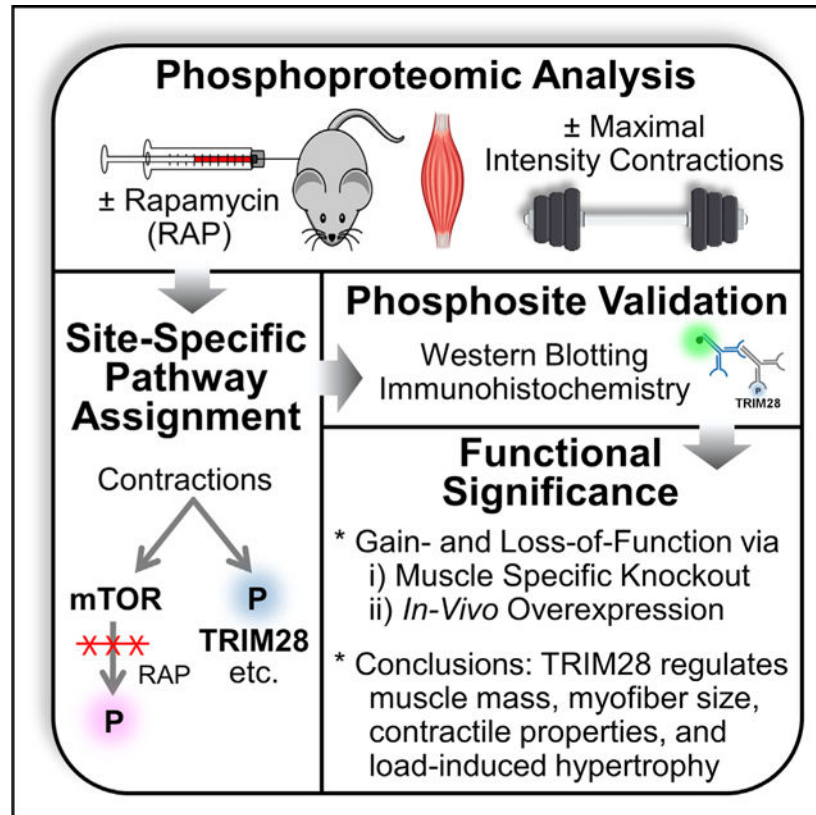 Phosphoproteomic Analysis
± Rapamycin
(RAP)
± Maximal
Intensity Contractions
Site-Specific
Pathway
Assignment
Contractions
mTOR
RAP
P
P
TRIM28
etc.
Phosphosite Validation
Western Blotting
Immunohistochemistry
P
TRIM28
Functional
Significance
* Gain- and Loss-of-Function via
i) Muscle Specific Knockout
ii) In-Vivo Overexpression
* Conclusions: TRIM28 regulates
muscle mass, myofiber size,
contractile properties, and
load-induced hypertrophy